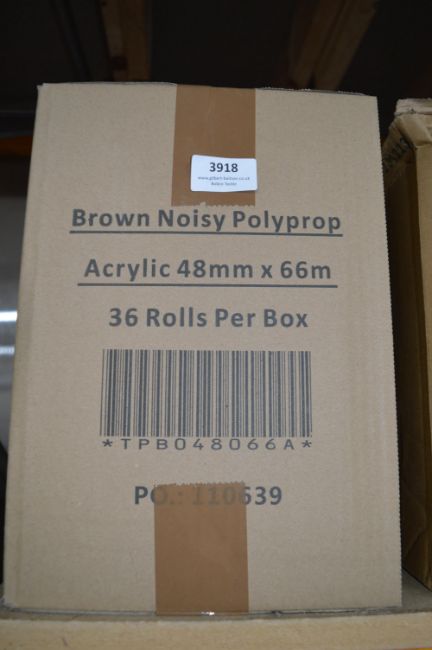 3918
Brown Noisy Polyprop
Acrylic 48mm x 66m
36 Rolls Per Box
*TPB048066A*
PO.: 110639